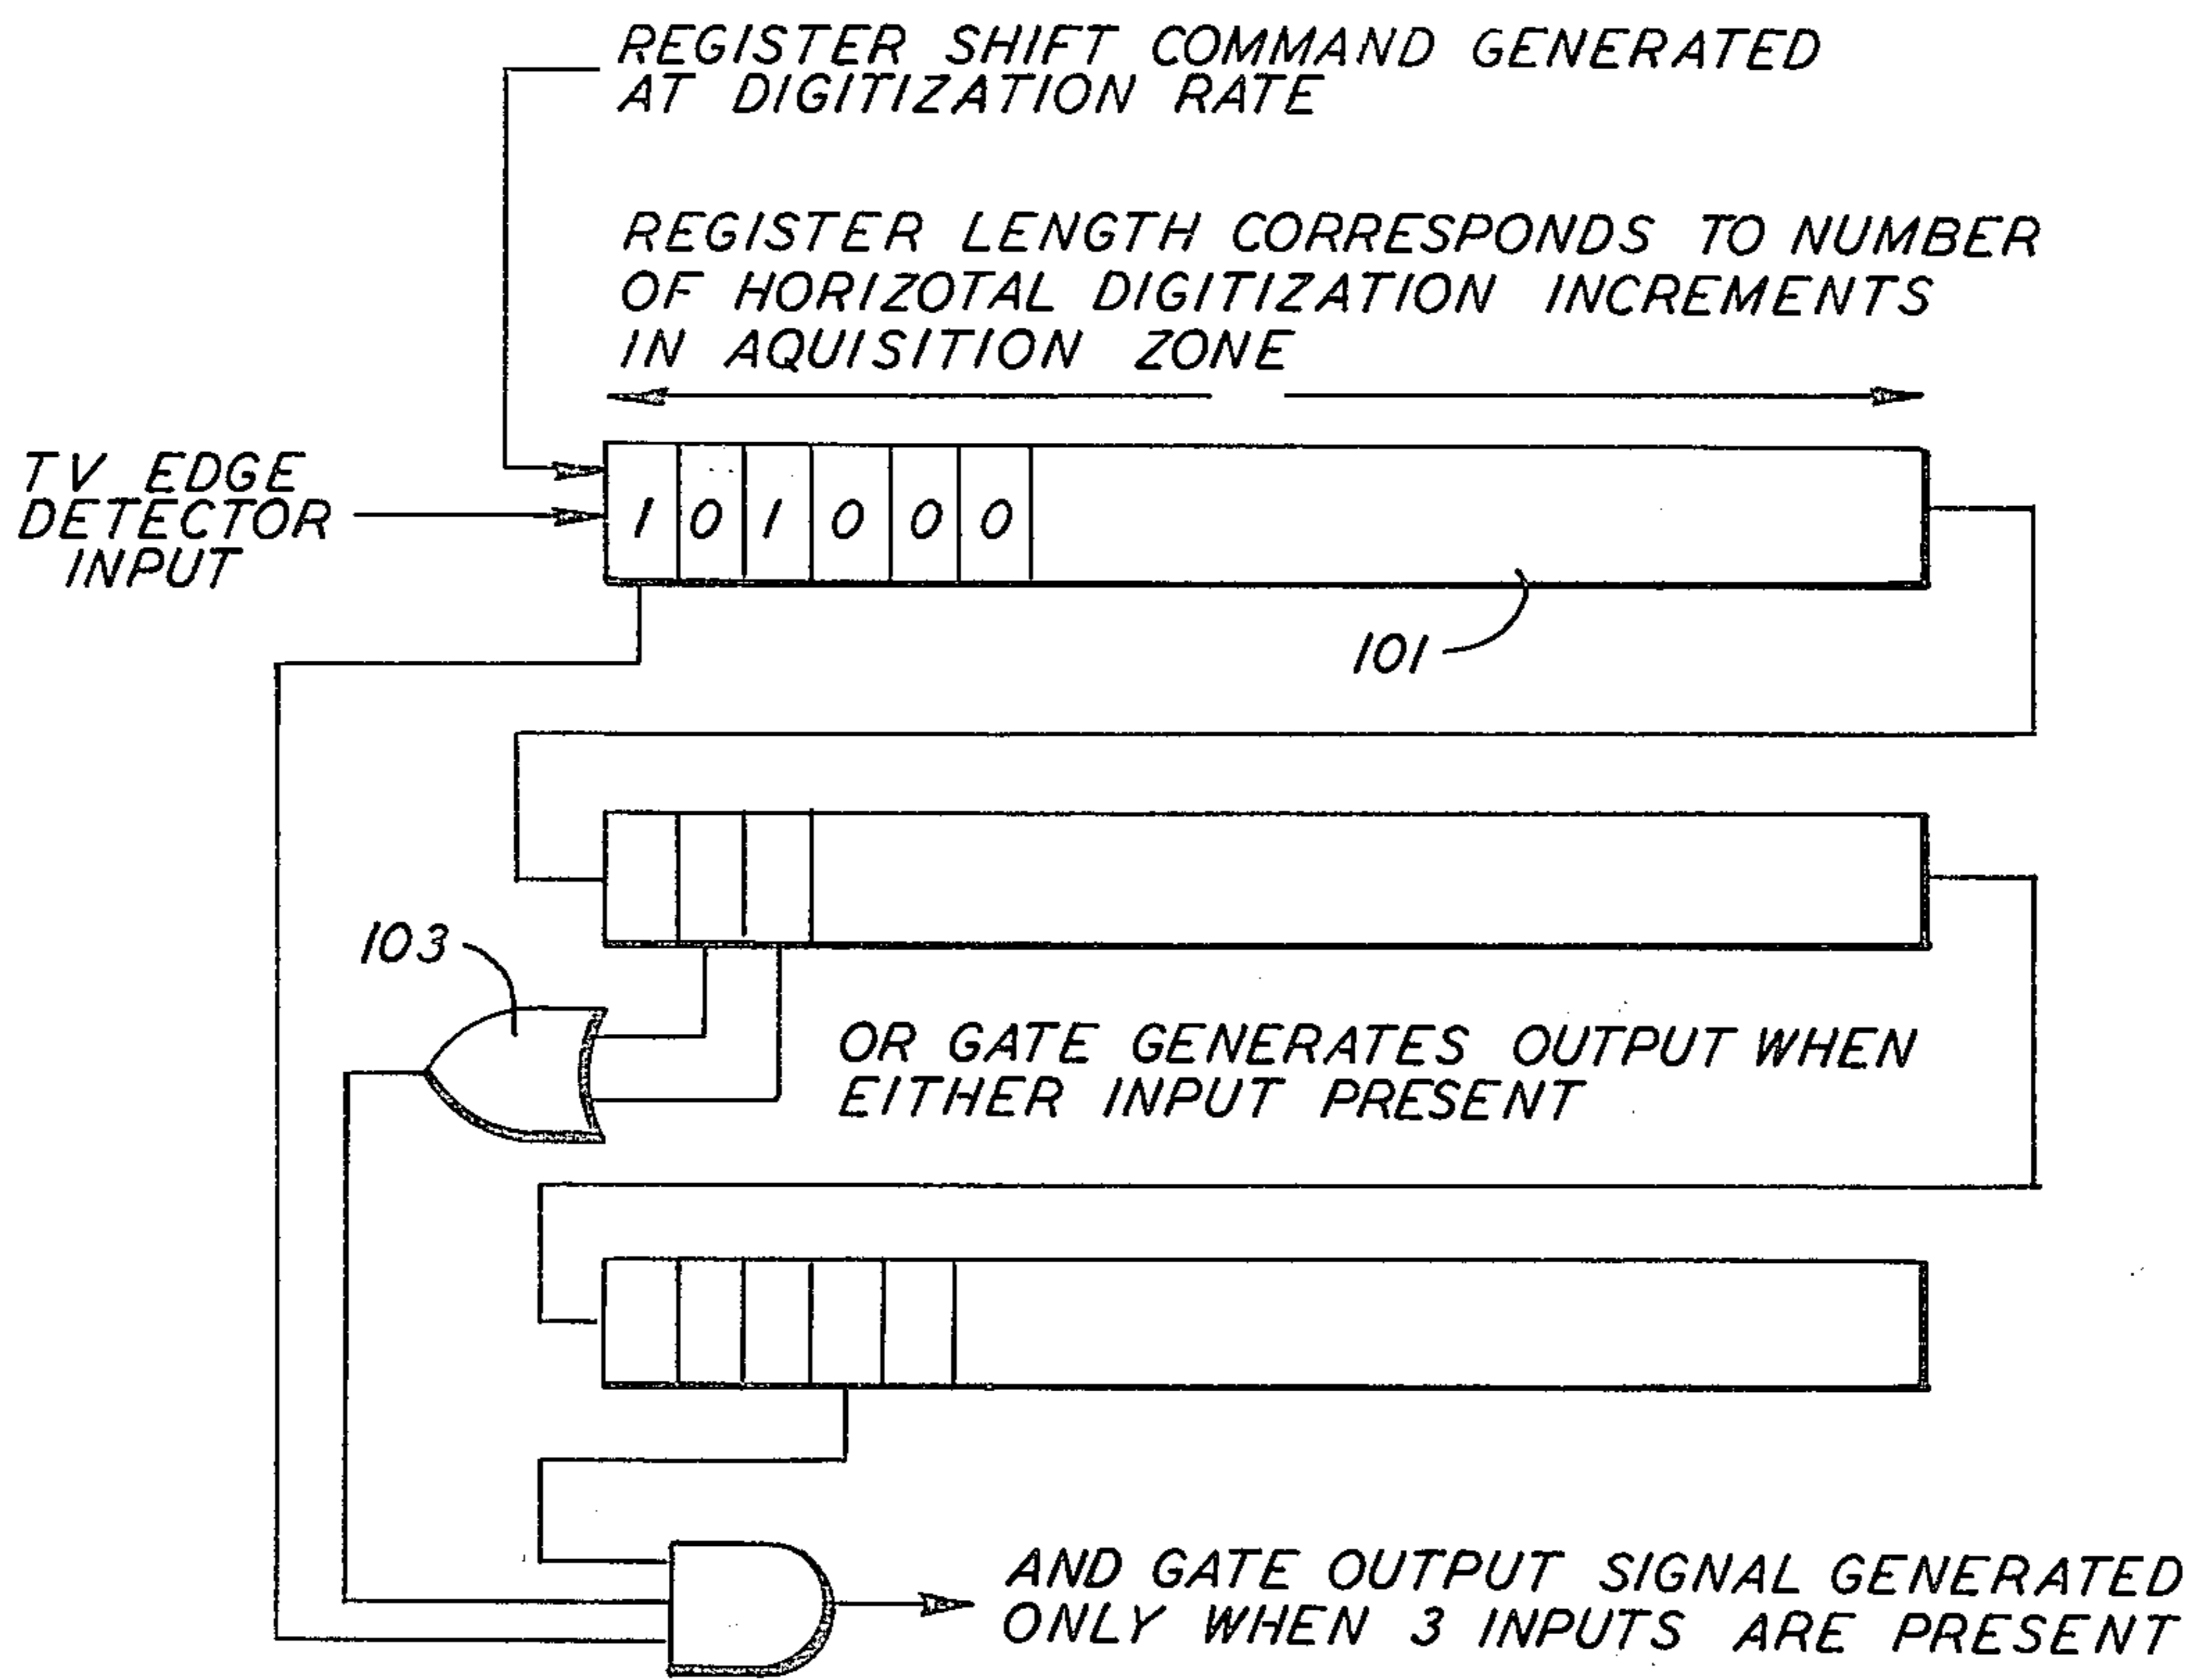 REGISTER SHIFT COMMAND GENERATED
AT DIGITIZATION RATE
REGISTER LENGTH CORRESPONDS TO NUMBER
OF HORIZOTAL DIGITIZATION INCREMENTS
IN AQUISITION ZONE
TV EDGE
DETECTOR
INPUT
1 0 1 0 0 0
101
103
OR GATE GENERATES OUTPUT WHEN
EITHER INPUT PRESENT
AND GATE OUTPUT SIGNAL GENERATED
ONLY WHEN 3 INPUTS ARE PRESENT